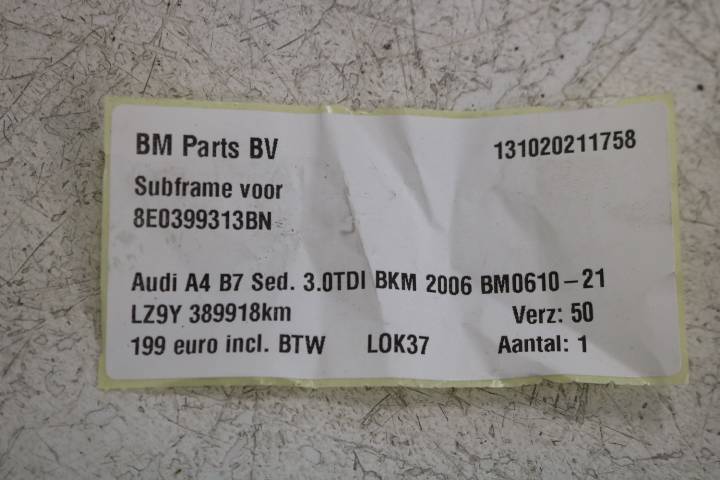 BM Parts BV 131020211758
Subframe voor
8E0399313BN
Audi A4 B7 Sed. 3.0TDI BKM 2006 BM0610-21
LZ9Y 389918km Verz: 50
199 euro incl. BTW LOK37 Aantal: 1